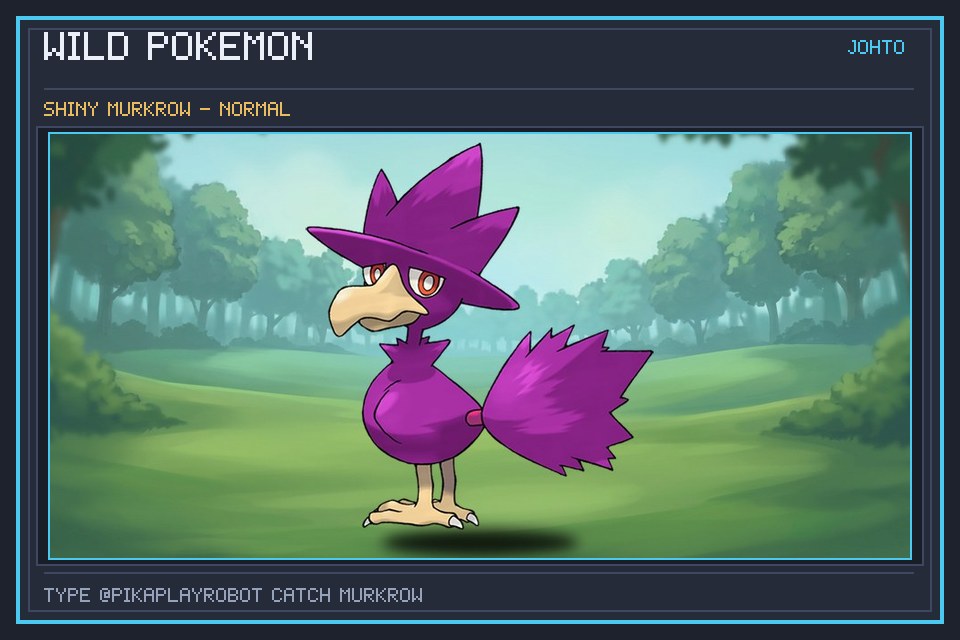 WILD POKEMON
JOHTO
SHINY MURKROW - NORMAL
TYPE @PIKAPLAYROBOT CATCH MURKROW